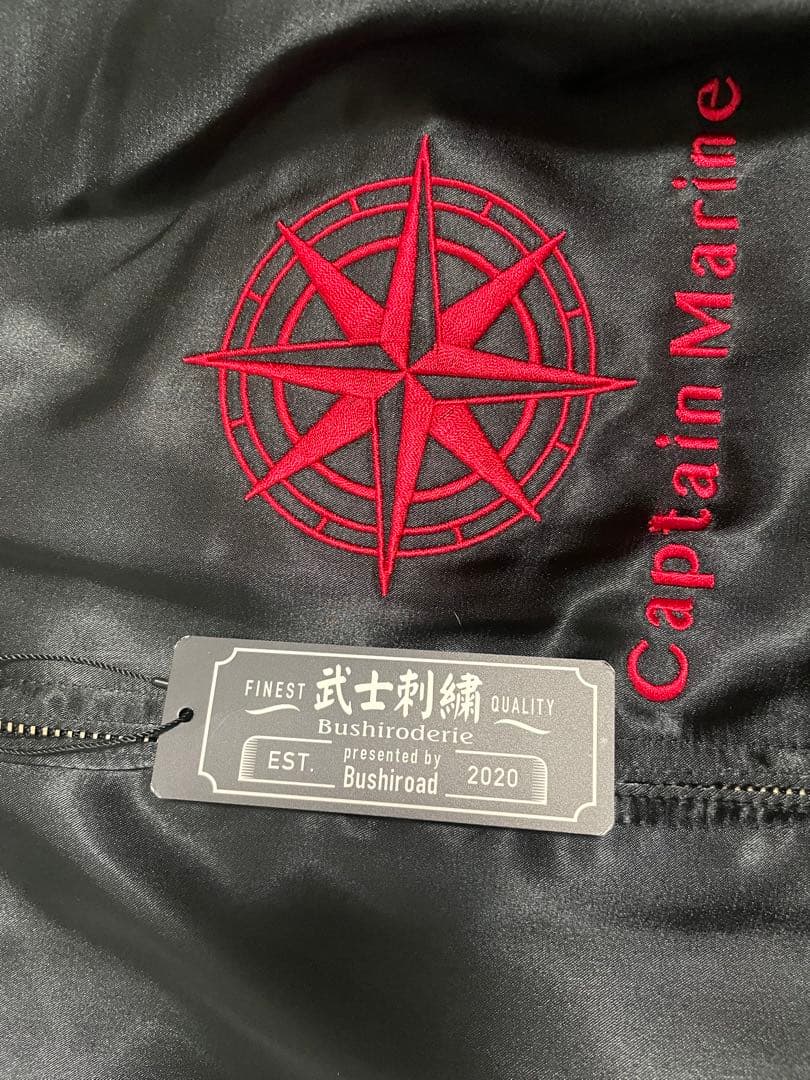 Captain Marine
FINEST 武士刺繍 QUALITY
Bushiroderie
presented by
EST. Bushiroad 2020